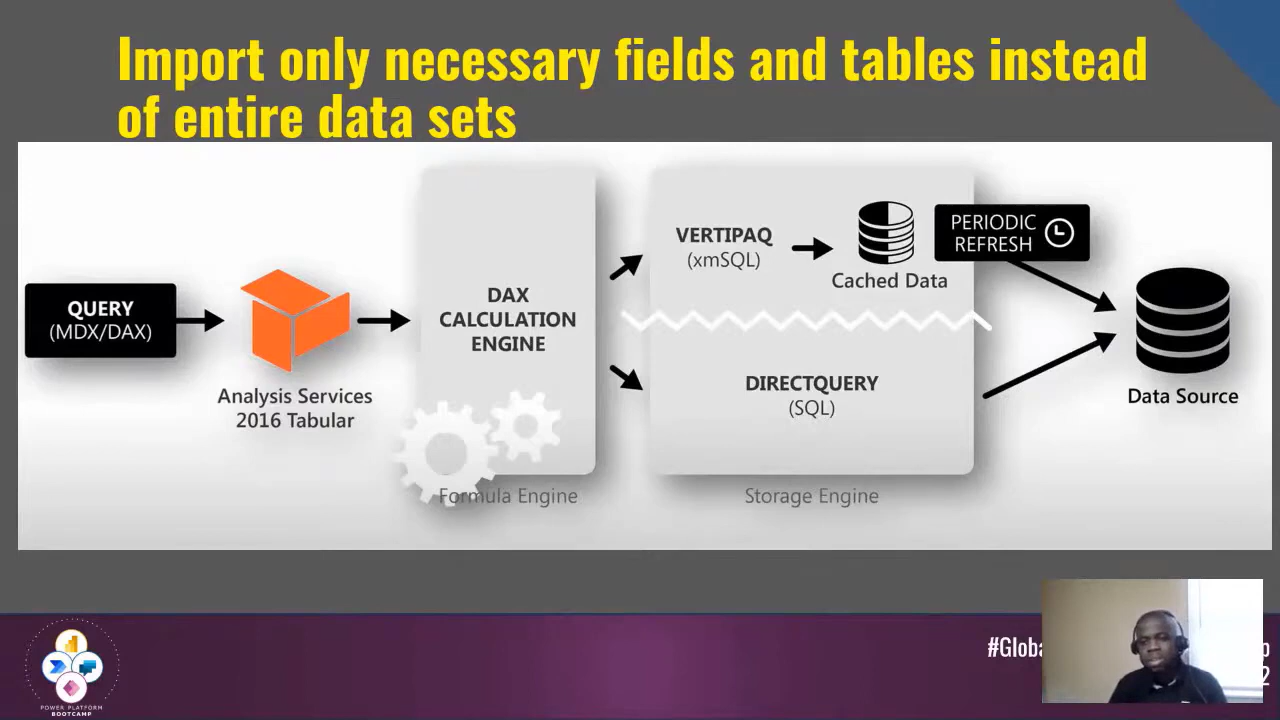 Import only necessary fields and tables instead
of entire data sets
QUERY
(MDX/DAX)
Analysis Services
2016 Tabular
DAX
CALCULATION
ENGINE
Formula Engine
VERTIPAQ
(xmSQL)
Cached Data
PERIODIC
REFRESH
DIRECTQUERY
(SQL)
Storage Engine
Data Source
POWER PLATFORM
BOOTCAMP
#Globa
p
2